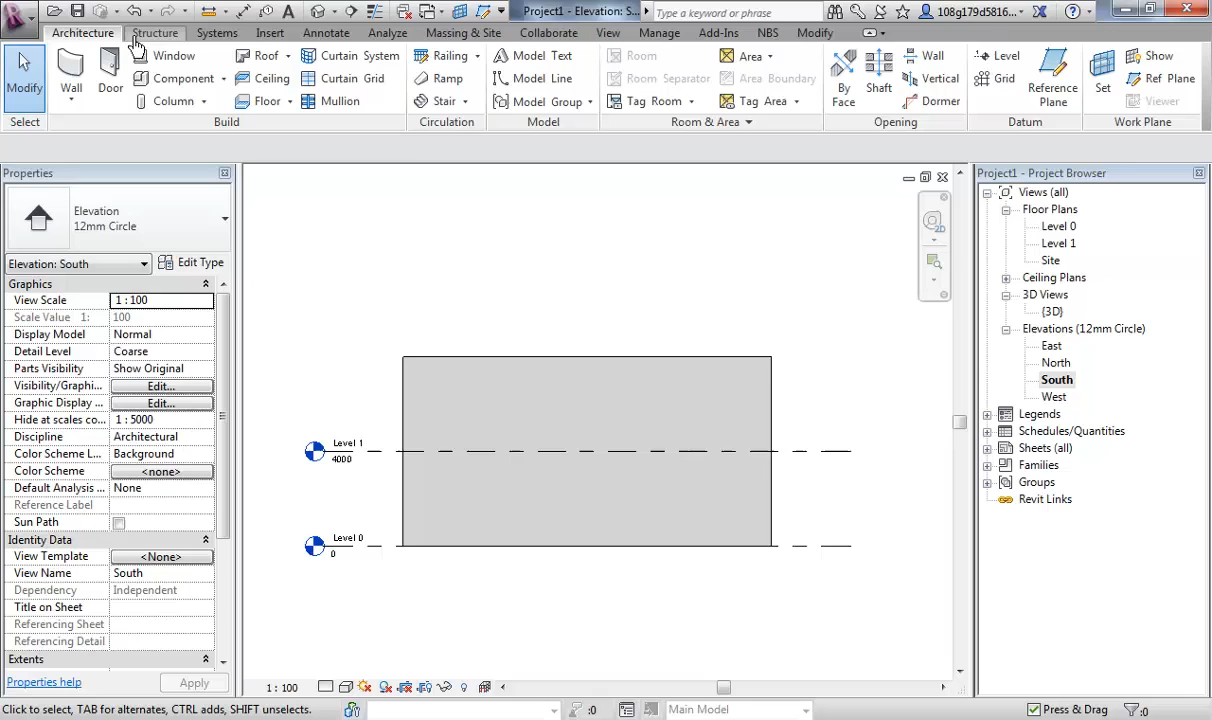 Project1 - Elevation: S...
Type a keyword or phrase
108g179d5816...
Architecture
Structure
Systems
Insert
Annotate
Analyze
Massing & Site
Collaborate
View
Manage
Add-Ins
NBS
Modify
Modify
Wall
Door
Window
Component
Column
Roof
Ceiling
Floor
Curtain System
Curtain Grid
Mullion
Railing
Ramp
Stair
Model Text
Model Line
Model Group
Room
Room Separator
Tag Room
Area
Area Boundary
Tag Area
By
Face
Shaft
Wall
Vertical
Dormer
Level
Grid
Reference
Plane
Set
Show
Ref Plane
Viewer
Select
Build
Circulation
Model
Room & Area
Opening
Datum
Work Plane
Properties
Elevation
12mm Circle
Elevation: South
Edit Type
Graphics
View Scale 1 : 100
Scale Value 1: 100
Display Model Normal
Detail Level Coarse
Parts Visibility Show Original
Visibility/Graphi... Edit...
Graphic Display ... Edit...
Hide at scales co... 1 : 5000
Discipline Architectural
Color Scheme L... Background
Color Scheme <none>
Default Analysis ... None
Reference Label
Sun Path
Identity Data
View Template <None>
View Name South
Dependency Independent
Title on Sheet
Referencing Sheet
Referencing Detail
Extents
Properties help
Apply
2D
Level 1
4000
Level 0
0
1 : 100
Project1 - Project Browser
Views (all)
Floor Plans
Level 0
Level 1
Site
Ceiling Plans
3D Views
{3D}
Elevations (12mm Circle)
East
North
South
West
Legends
Schedules/Quantities
Sheets (all)
Families
Groups
Revit Links
Click to select, TAB for alternates, CTRL adds, SHIFT unselects.
:0
Main Model
Press & Drag
:0